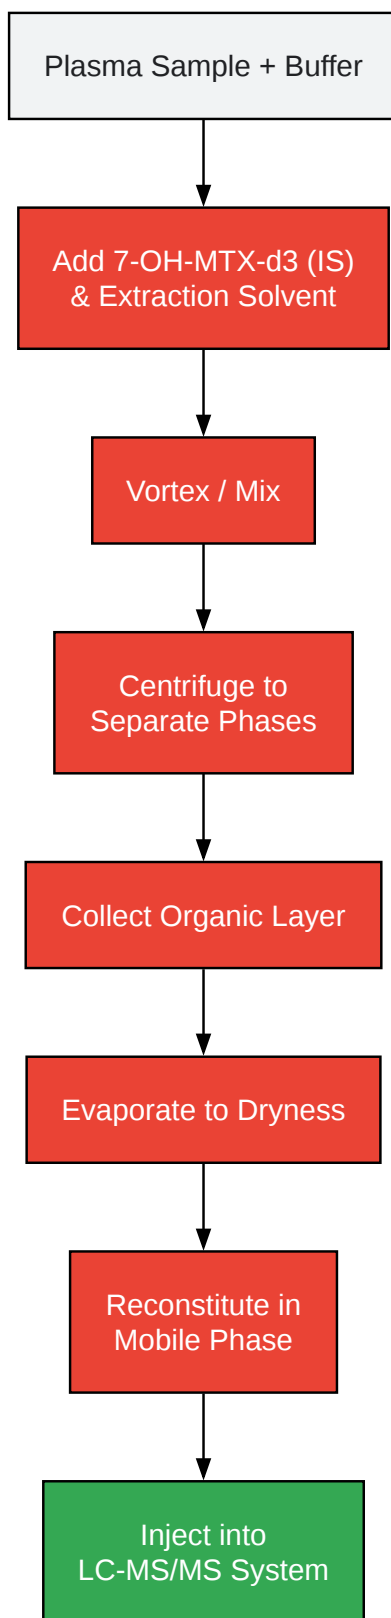 Plasma Sample + Buffer
Add 7-OH-MTX-d3 (IS)
& Extraction Solvent
Vortex / Mix
Centrifuge to
Separate Phases
Collect Organic Layer
Evaporate to Dryness
Reconstitute in
Mobile Phase
Inject into
LC-MS/MS System